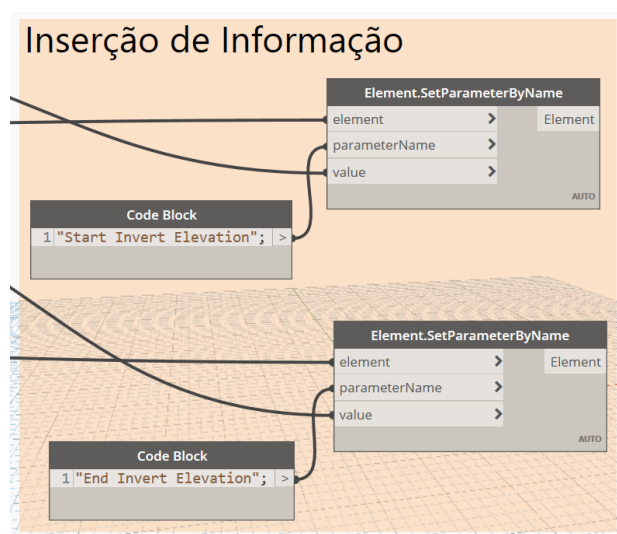 Inserção de Informação
Element.SetParameterByName
element > Element
parameterName >
value >
AUTO
Code Block
1 "Start Invert Elevation"; >
Element.SetParameterByName
element > Element
parameterName >
value >
AUTO
Code Block
1 "End Invert Elevation"; >